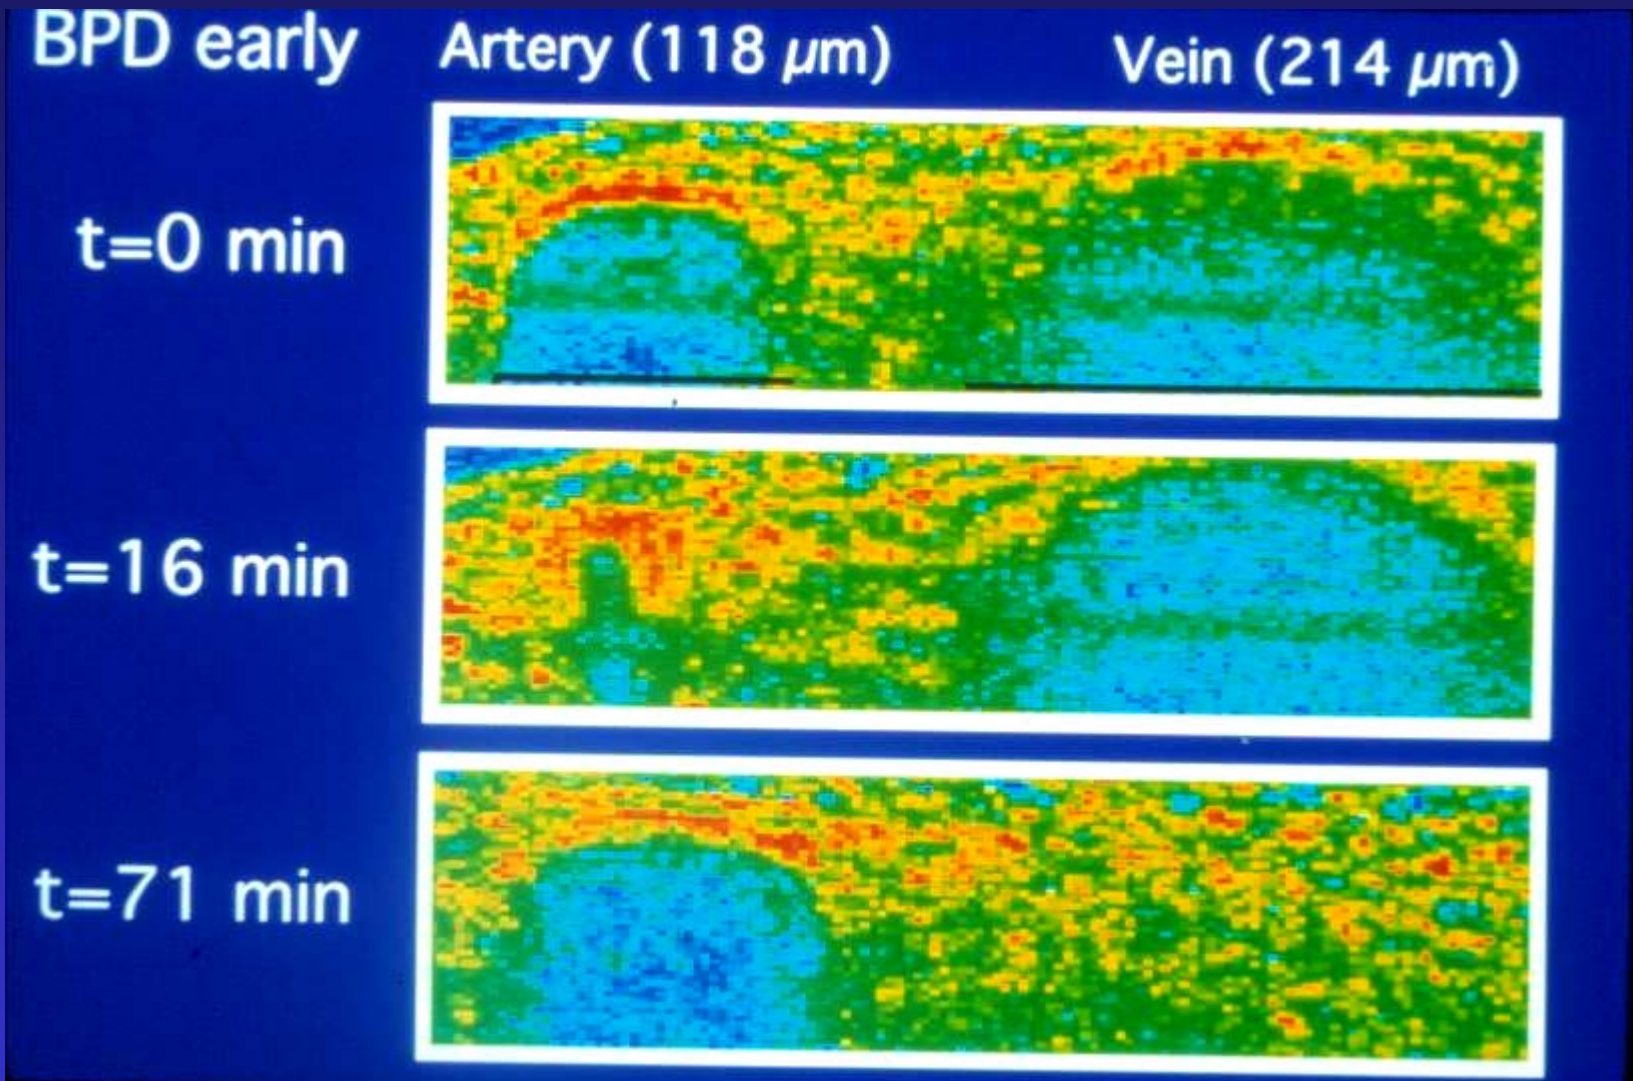 BPD early
Artery (118 μm)
Vein (214 μm)
t=0 min
t=16 min
t=71 min